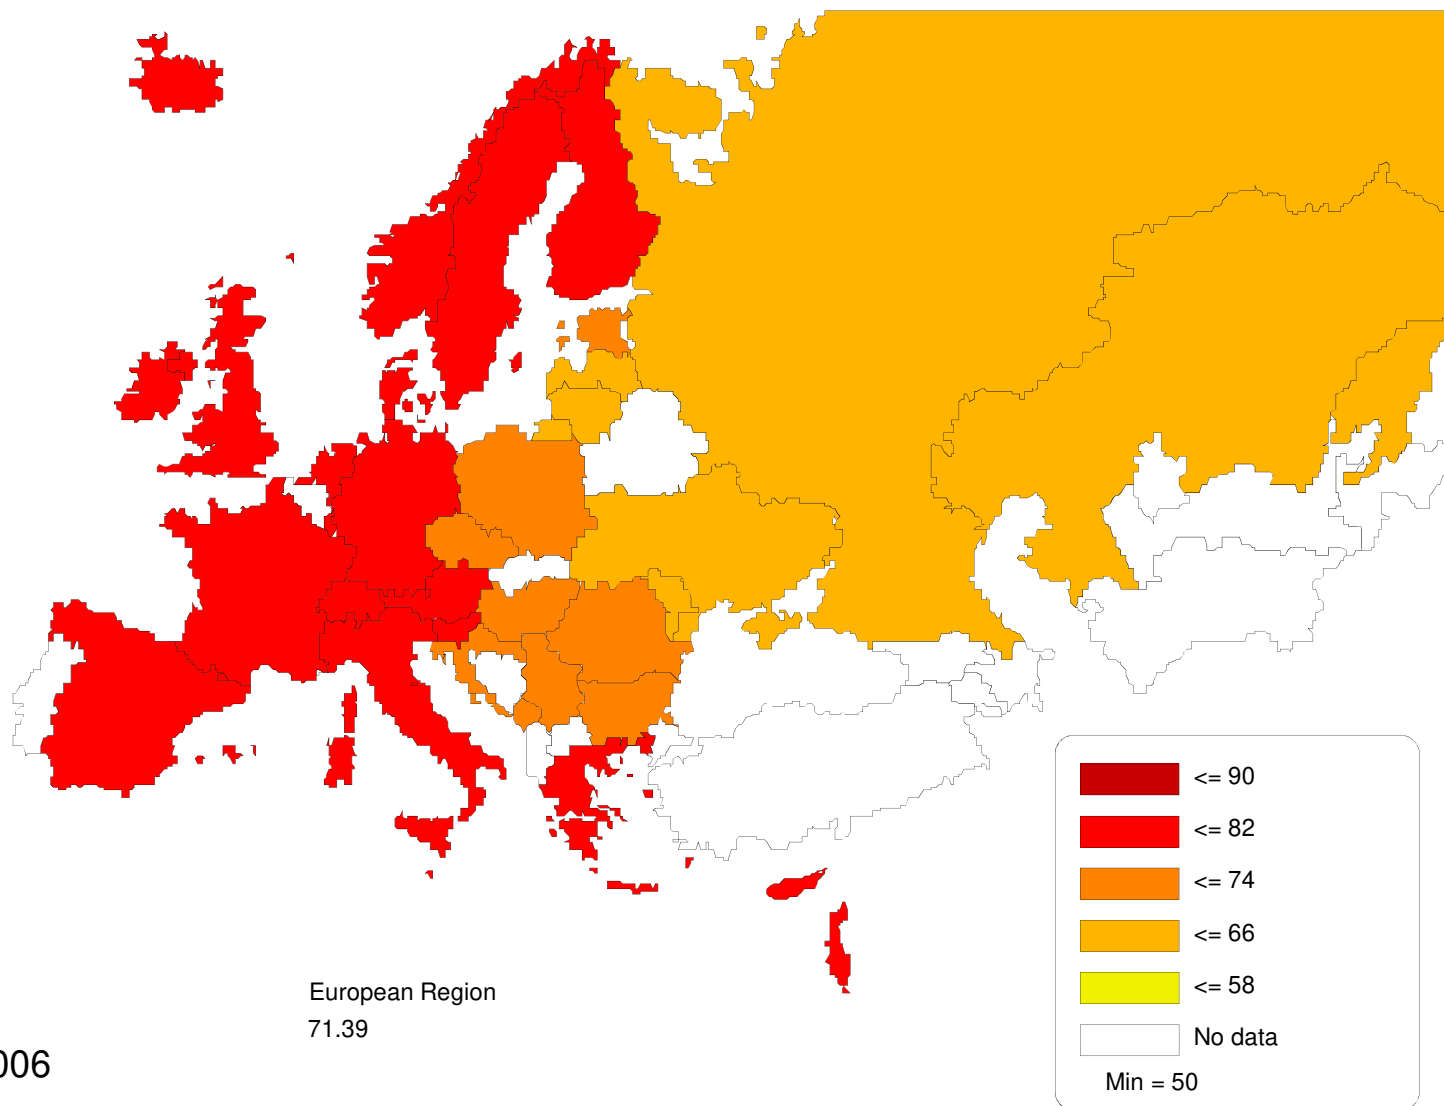 <= 90
<= 82
<= 74
<= 66
<= 58
No data
Min = 50
European Region
71.39
006